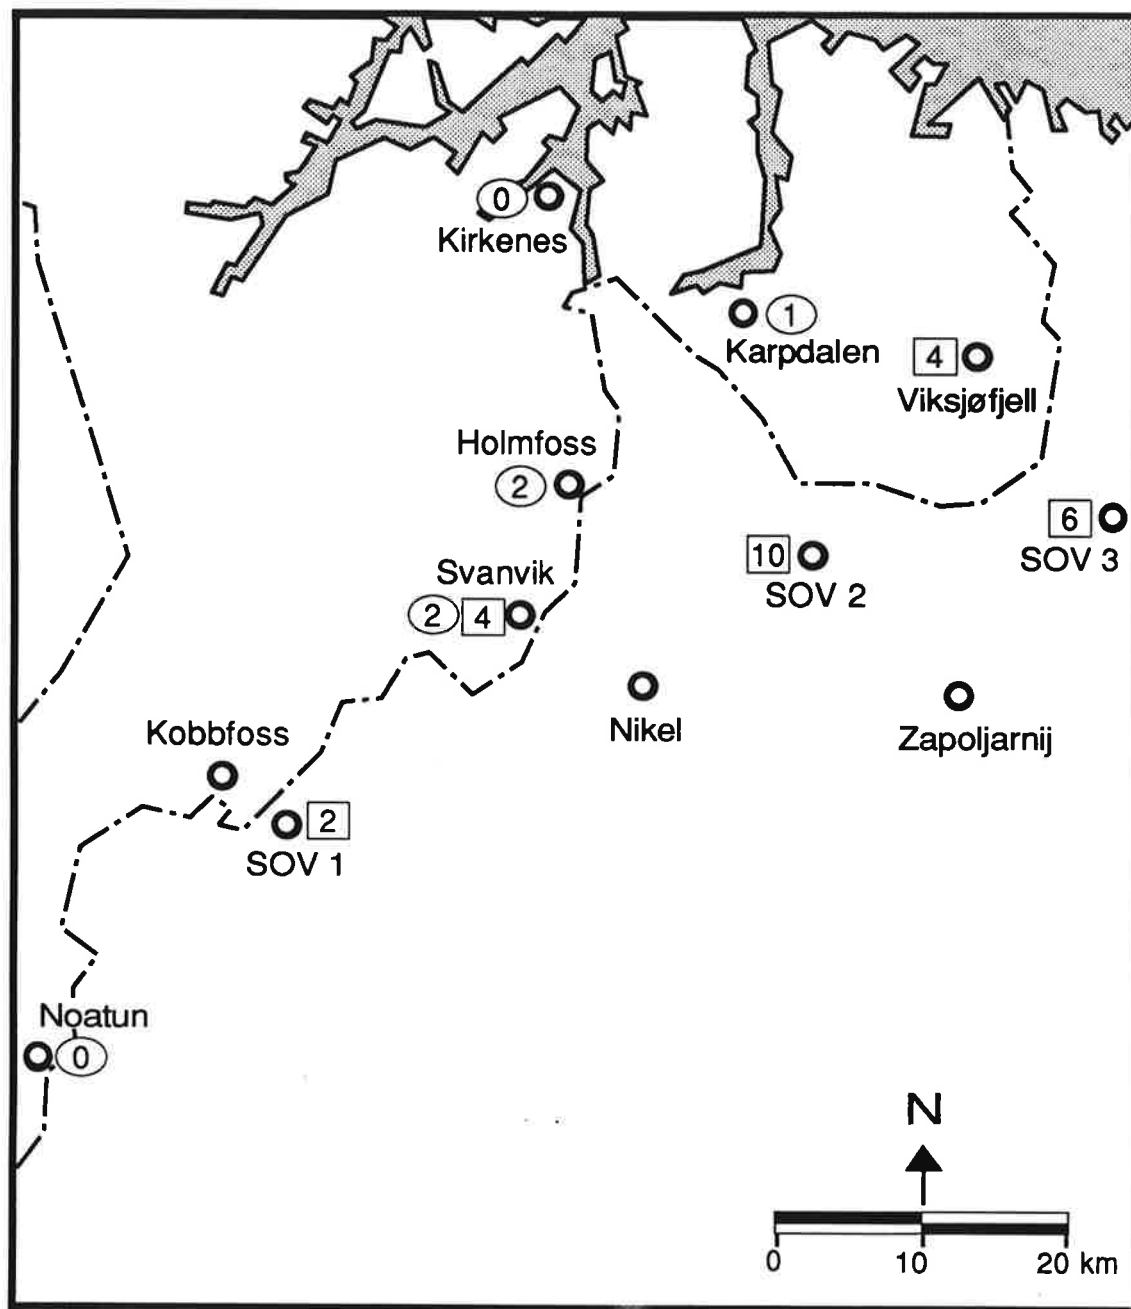 0
Kirkenes
1
Karpdalen
4
Viksjøfjell
Holmfoss
2
6
SOV 3
10
SOV 2
Svanvik
2 4
Nikel
Zapoljarnij
Kobbfoss
2
SOV 1
Noatun
0
N
0 10 20 km